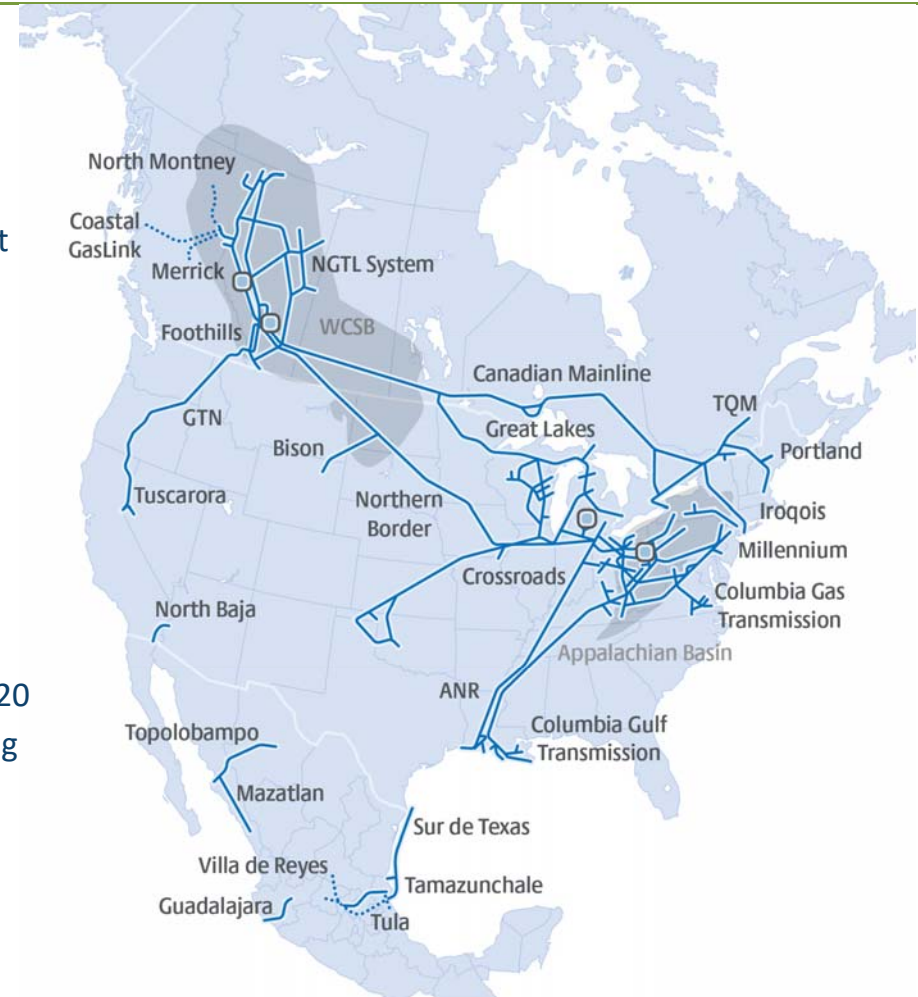 North Montney
Coastal
GasLink
t
Merrick
NGTL System
Foothills
WCSB
Canadian Mainline
GTN
TQM
Great Lakes
Bison
Portland
Tuscarora
Northern
Border
Iroqois
Millennium
Crossroads
Columbia Gas
Transmission
North Baja
Appalachian Basin
20
ANR
Topolobampo
g
Columbia Gulf
Transmission
Mazatlan
Sur de Texas
Villa de Reyes
Tamazunchale
Guadalajara
Tula